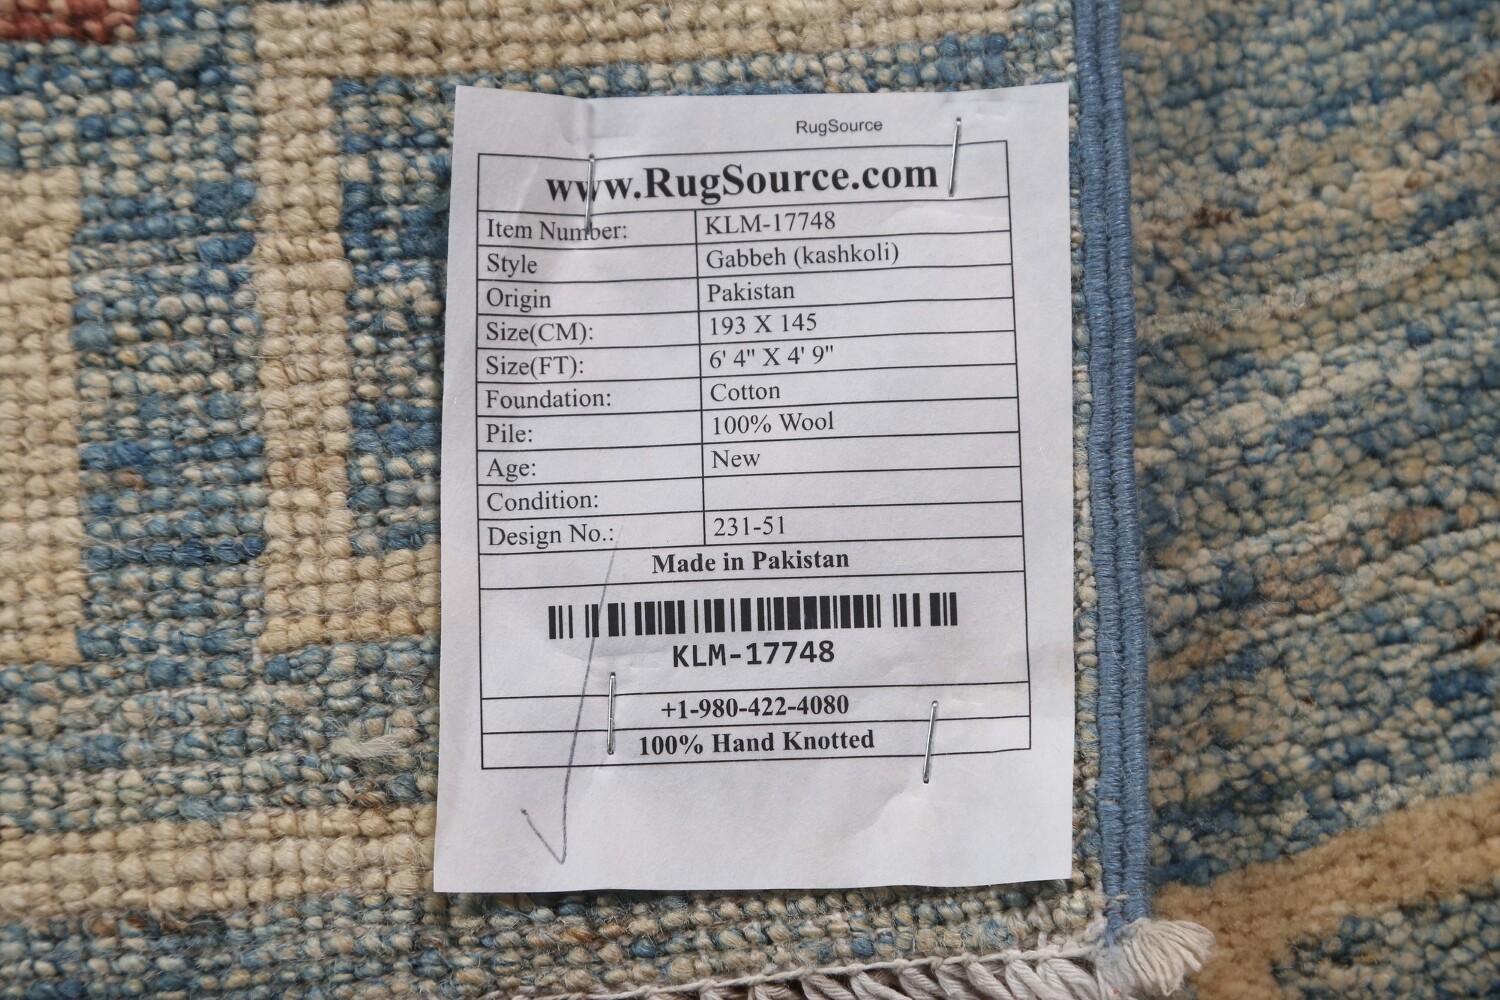 RugSource
www.RugSource.com
Item Number: KLM-17748
Style Gabbeh (kashkoli)
Origin Pakistan
Size(CM): 193 X 145
Size(FT): 6' 4" X 4' 9"
Foundation: Cotton
Pile: 100% Wool
Age: New
Condition:
Design No.: 231-51
Made in Pakistan
KLM-17748
+1-980-422-4080
100% Hand Knotted